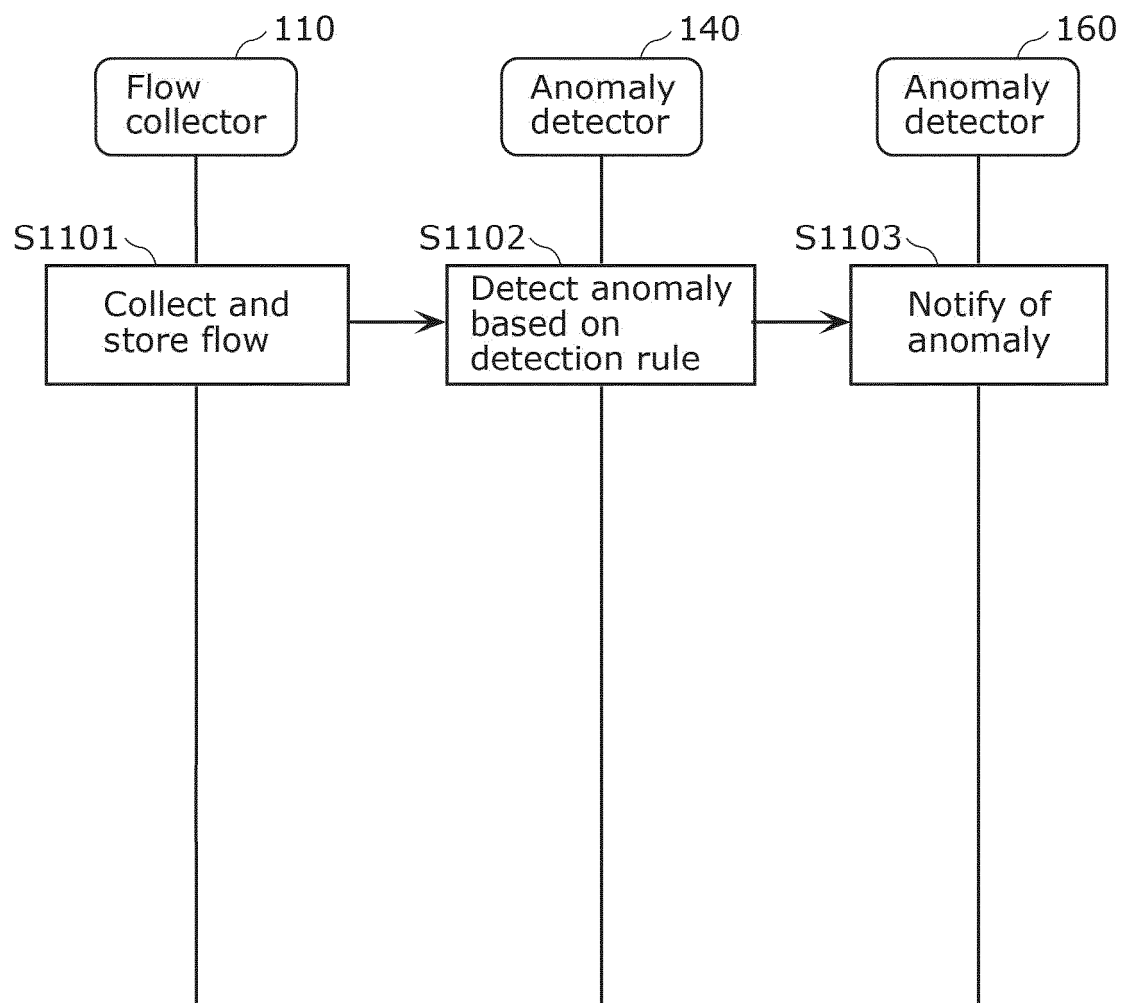 110
140
160
Flow
collector
Anomaly
detector
Anomaly
detector
S1101
S1102
S1103
Collect and
store flow
Detect anomaly
based on
detection rule
Notify of
anomaly